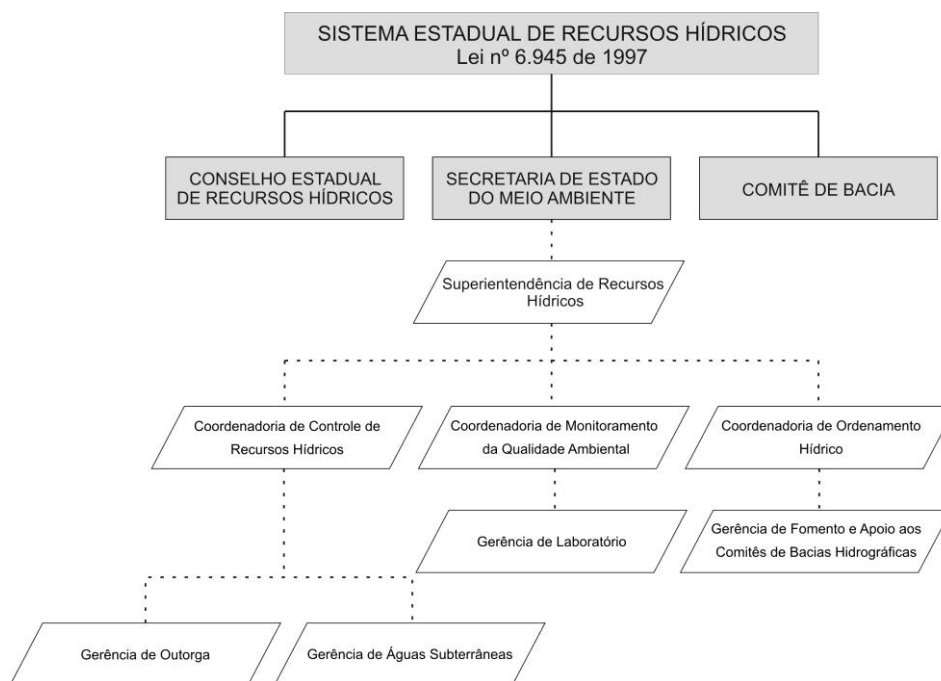 SISTEMA ESTADUAL DE RECURSOS HÍDRICOS
Lei nº 6.945 de 1997
CONSELHO ESTADUAL
DE RECURSOS HÍDRICOS
SECRETARIA DE ESTADO
DO MEIO AMBIENTE
COMITÊ DE BACIA
Superientendência de Recursos
Hídricos
Coordenadoria de Controle de
Recursos Hídricos
Coordenadoria de Monitoramento
da Qualidade Ambiental
Coordenadoria de Ordenamento
Hídrico
Gerência de Laboratório
Gerência de Fomento e Apoio aos
Comitês de Bacias Hidrográficas
Gerência de Outorga
Gerência de Águas Subterrâneas